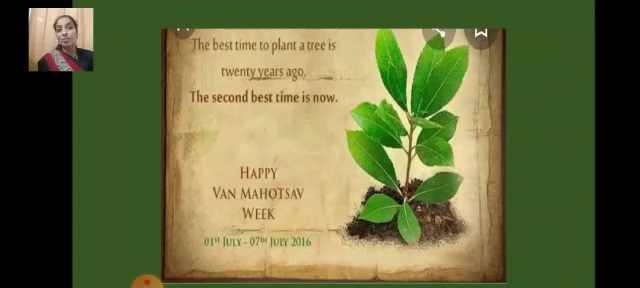 The best time to plant a tree is
twenty years ago.
The second best time is now.
HAPPY
VAN MAHOTSAV
WEEK
01ST JULY - 07TH JULY 2016